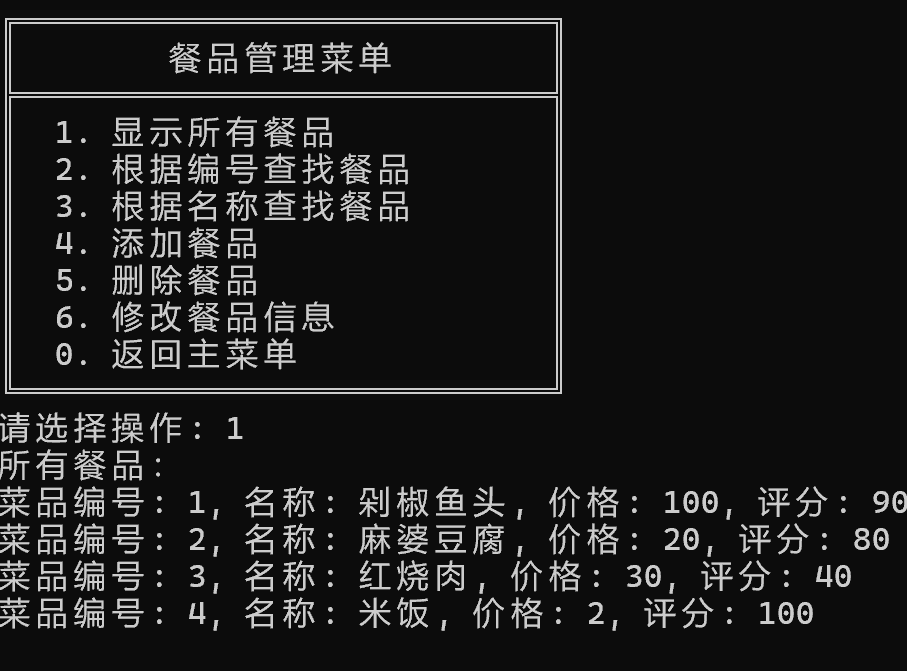 餐品管理菜单
1. 显示所有餐品
2. 根据编号查找餐品
3. 根据名称查找餐品
4. 添加餐品
5. 删除餐品
6. 修改餐品信息
0. 返回主菜单
请选择操作: 1
所有餐品:
菜品编号: 1, 名称: 剁椒鱼头, 价格: 100, 评分: 90
菜品编号: 2, 名称: 麻婆豆腐, 价格: 20, 评分: 80
菜品编号: 3, 名称: 红烧肉, 价格: 30, 评分: 40
菜品编号: 4, 名称: 米饭, 价格: 2, 评分: 100